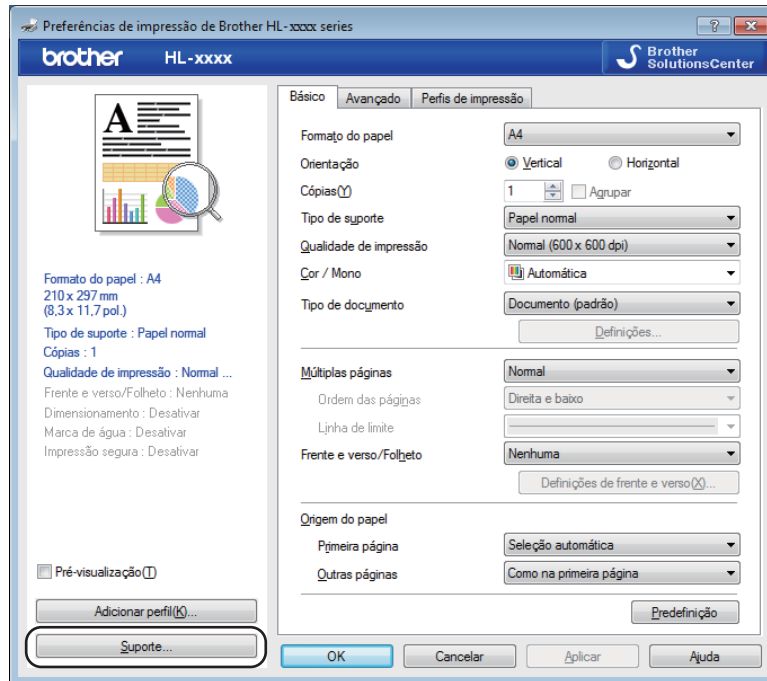 Preferências de impressão de Brother HL-xxxx series
brother HL-xxxx
Brother
SolutionsCenter
A
Formato do papel : A4
210 x 297 mm
(8,3 x 11,7 pol.)
Tipo de suporte : Papel normal
Cópias : 1
Qualidade de impressão : Normal ...
Frente e verso/Folheto : Nenhuma
Dimensionamento : Desativar
Marca de água : Desativar
Impressão segura : Desativar
Pré-visualização(T)
Adicionar perfil(K)...
Suporte...
Básico Avançado Perfis de impressão
Formato do papel A4
Orientação Vertical Horizontal
Cópias(Y) 1 Agrupar
Tipo de suporte Papel normal
Qualidade de impressão Normal (600 x 600 dpi)
Cor / Mono Automática
Tipo de documento Documento (padrão)
Definições...
Múltiplas páginas Normal
Ordem das páginas Direita e baixo
Linha de limite
Frente e verso/Folheto Nenhuma
Definições de frente e verso(X)...
Origem do papel
Primeira página Seleção automática
Outras páginas Como na primeira página
Predefinição
OK Cancelar Aplicar Ajuda